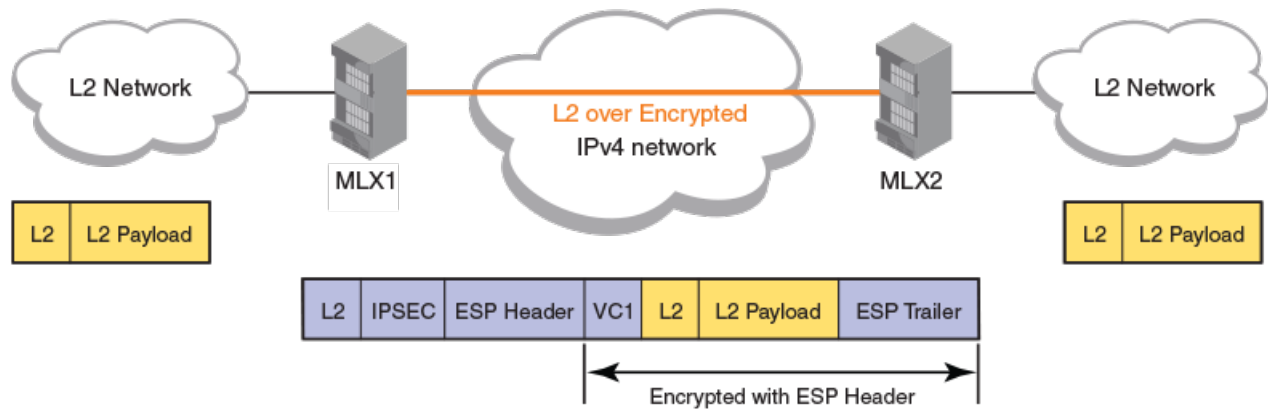 L2 Network
L2 over Encrypted
IPv4 network
L2 Network
MLX1
MLX2
L2
L2 Payload
L2
L2 Payload
L2
IPSEC
ESP Header
VC1
L2
L2 Payload
ESP Trailer
Encrypted with ESP Header